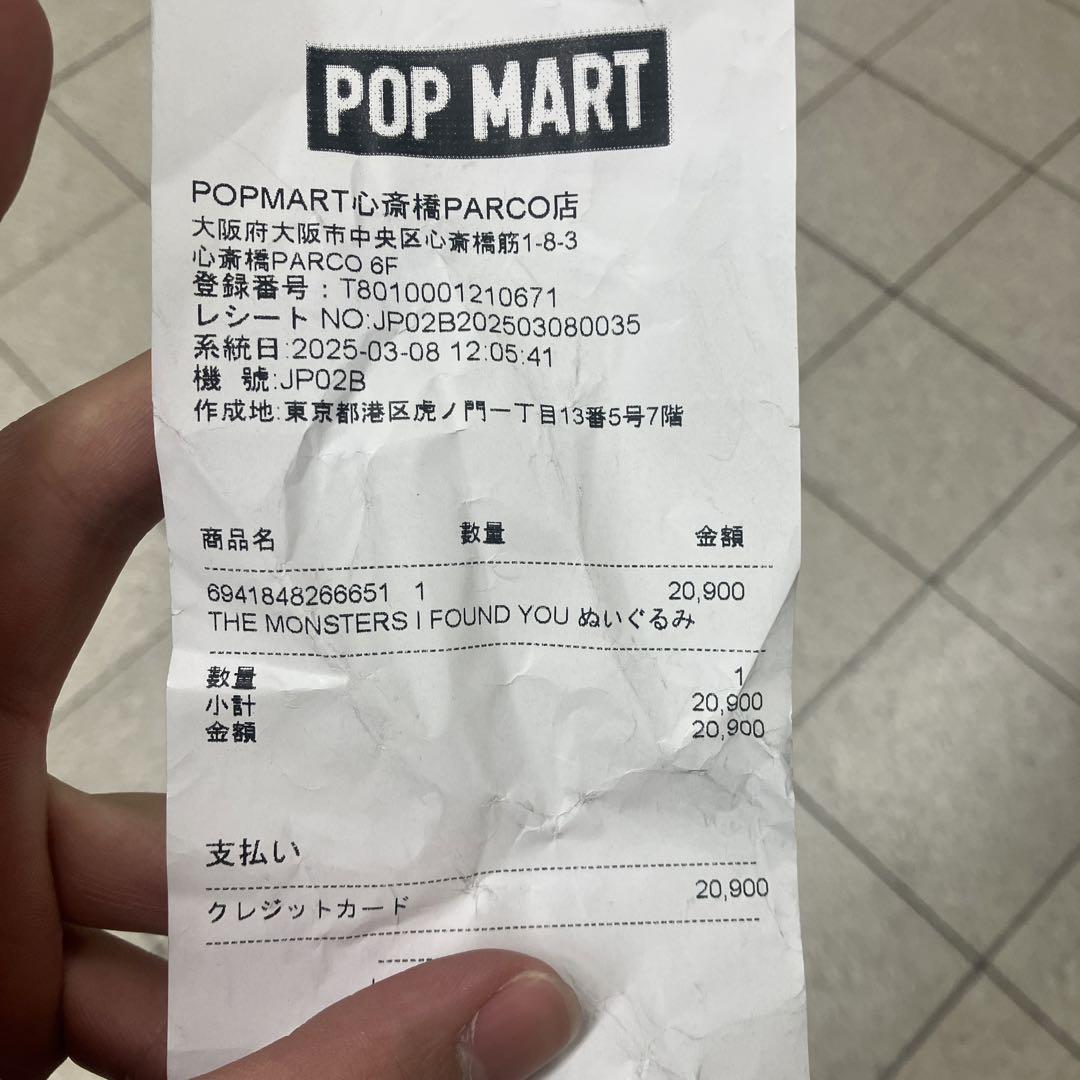 POP MART
POPMART心斎橋PARCO店
大阪府大阪市中央区心斎橋筋1-8-3
心斎橋PARCO 6F
登録番号：T8010001210671
レシート NO:JP02B202503080035
系統日:2025-03-08 12:05:41
機 號:JP02B
作成地:東京都港区虎ノ門一丁目13番5号7階
商品名 數量 金額
6941848266651 1 20,900
THE MONSTERS I FOUND YOU ぬいぐるみ
數量 1
小計 20,900
金額 20,900
支払い
クレジットカード 20,900